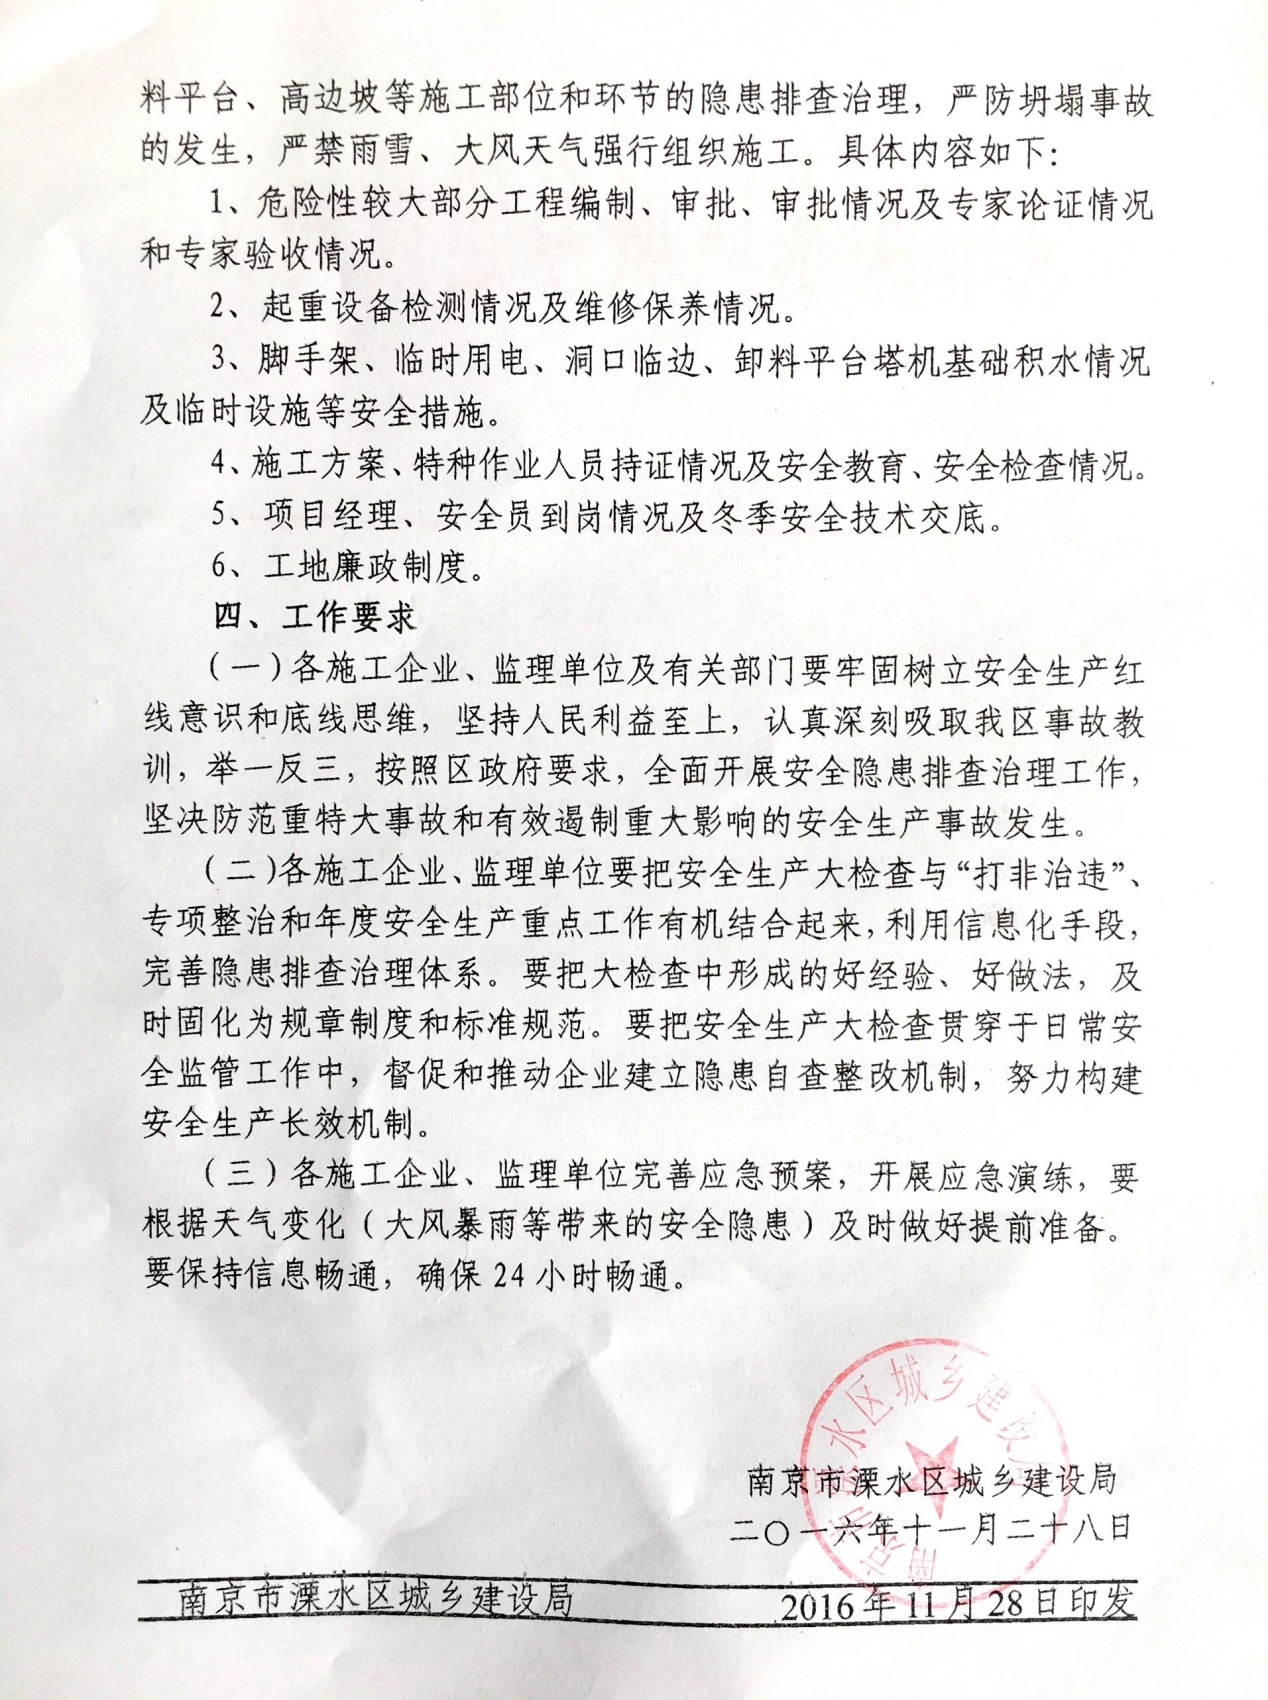 料平台、高边坡等施工部位和环节的隐患排查治理，严防坍塌事故
的发生，严禁雨雪、大风天气强行组织施工。具体内容如下：
1、危险性较大部分工程编制、审批、审批情况及专家论证情况
和专家验收情况。
2、起重设备检测情况及维修保养情况。
3、脚手架、临时用电、洞口临边、卸料平台塔机基础积水情况
及临时设施等安全措施。
4、施工方案、特种作业人员持证情况及安全教育、安全检查情况。
5、项目经理、安全员到岗情况及冬季安全技术交底。
6、工地廉政制度。
四、工作要求
（一）各施工企业、监理单位及有关部门要牢固树立安全生产红
线意识和底线思维，坚持人民利益至上，认真深刻吸取我区事故教
训，举一反三，按照区政府要求，全面开展安全隐患排查治理工作，
坚决防范重特大事故和有效遏制重大影响的安全生产事故发生。
（二）各施工企业、监理单位要把安全生产大检查与“打非治违”、
专项整治和年度安全生产重点工作有机结合起来，利用信息化手段，
完善隐患排查治理体系。要把大检查中形成的好经验、好做法，及
时固化为规章制度和标准规范。要把安全生产大检查贯穿于日常安
全监管工作中，督促和推动企业建立隐患自查整改机制，努力构建
安全生产长效机制。
（三）各施工企业、监理单位完善应急预案，开展应急演练，要
根据天气变化（大风暴雨等带来的安全隐患）及时做好提前准备。
要保持信息畅通，确保 24 小时畅通。
南京市溧水区城乡建设局
南京市溧水区城乡建设局
二〇一六年十一月二十八日
南京市溧水区城乡建设局 2016 年 11 月 28 日印发